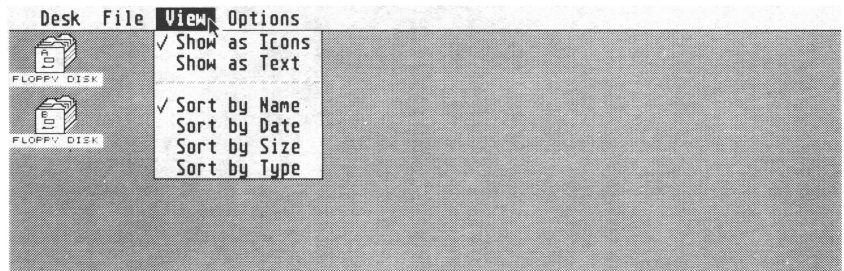 Desk File View Options
✓ Show as Icons
Show as Text
✓ Sort by Name
Sort by Date
Sort by Size
Sort by Type
A
FLOPPY DISK
B
FLOPPY DISK